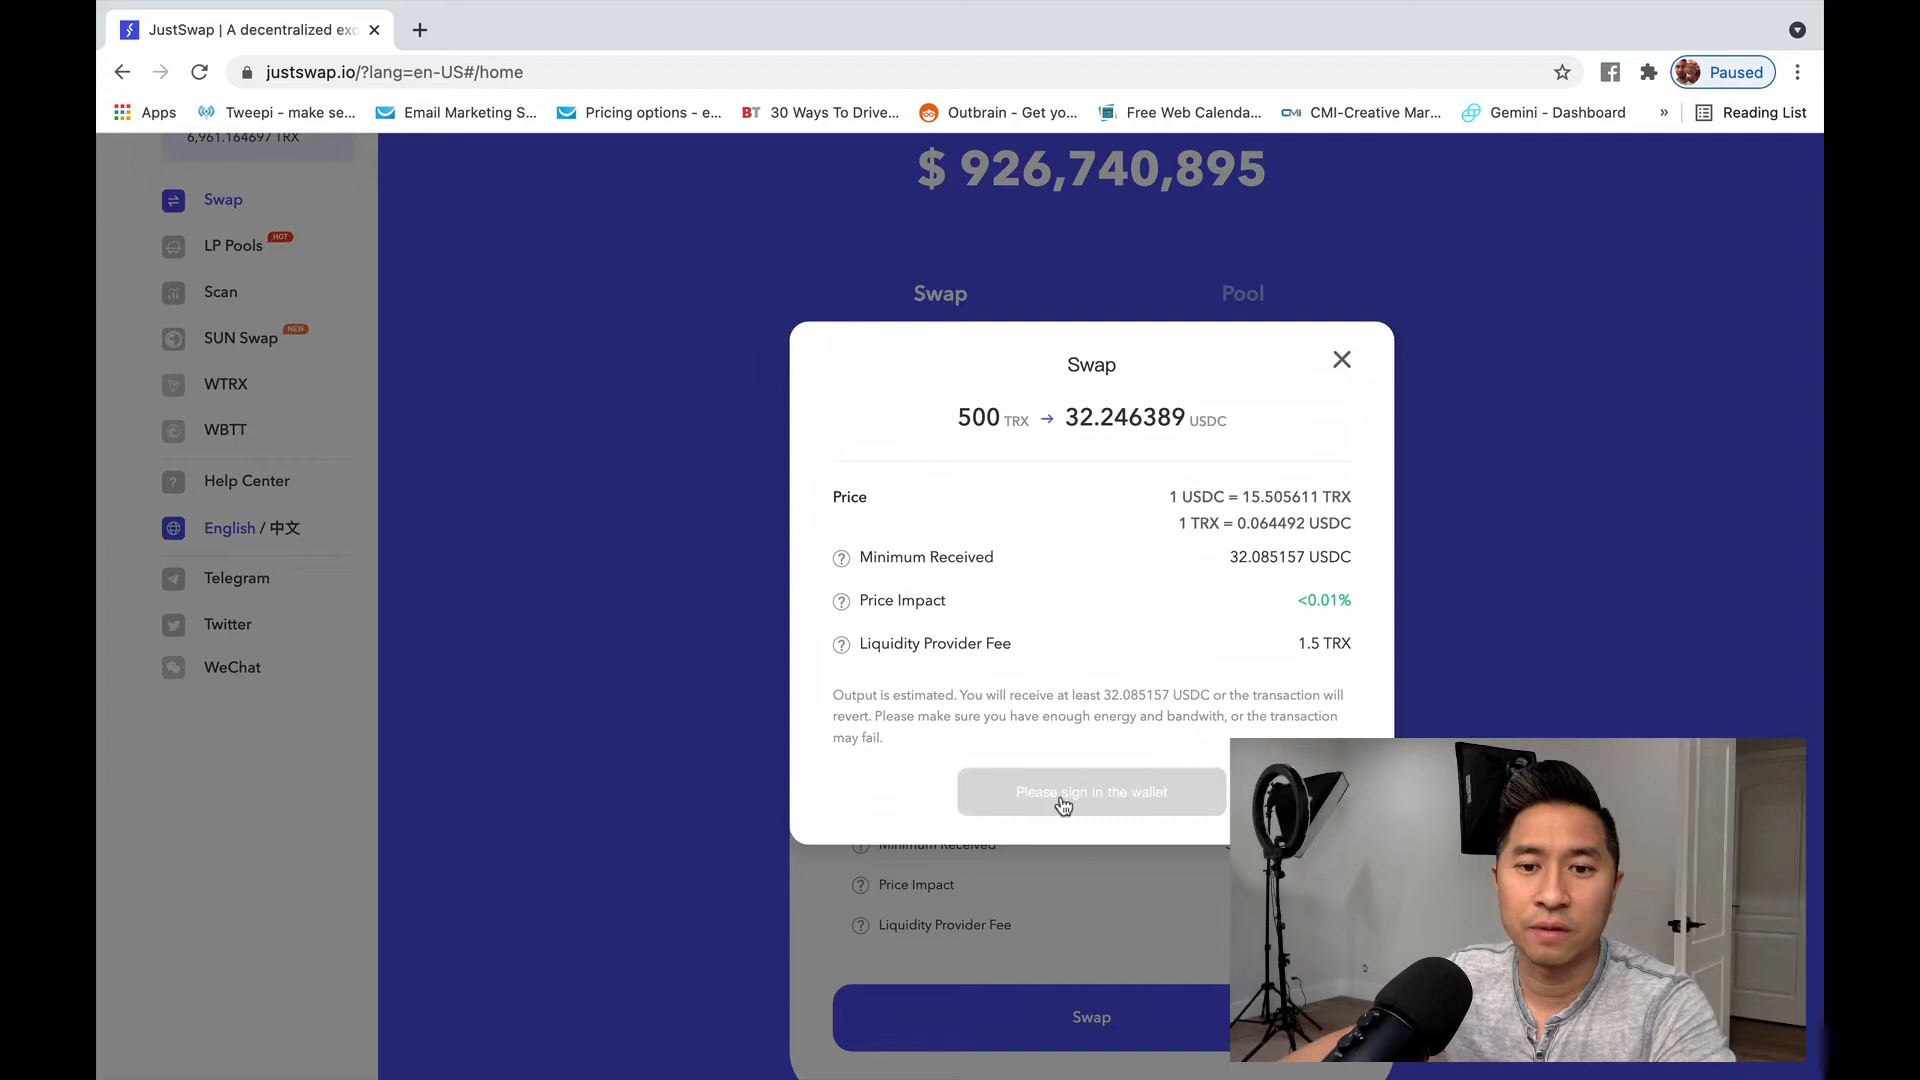 JustSwap | A decentralized exc
justswap.io/?lang=en-US#/home
Paused
Apps
Tweepi - make se...
Email Marketing S...
Pricing options - e...
BT 30 Ways To Drive...
Outbrain - Get yo...
Free Web Calenda...
CMI CMI-Creative Mar...
Gemini - Dashboard
»
Reading List
6,961.164697 TRX
$ 926,740,895
Swap
LP Pools HOT
Scan
SUN Swap NEW
WTRX
WBTT
Help Center
English / 中文
Telegram
Twitter
WeChat
Swap
Pool
Swap
500 TRX → 32.246389 USDC
Price
1 USDC = 15.505611 TRX
1 TRX = 0.064492 USDC
? Minimum Received
32.085157 USDC
? Price Impact
<0.01%
? Liquidity Provider Fee
1.5 TRX
Output is estimated. You will receive at least 32.085157 USDC or the transaction will
revert. Please make sure you have enough energy and bandwith, or the transaction
may fail.
Please sign in the wallet
Minimum Received
? Price Impact
? Liquidity Provider Fee
Swap